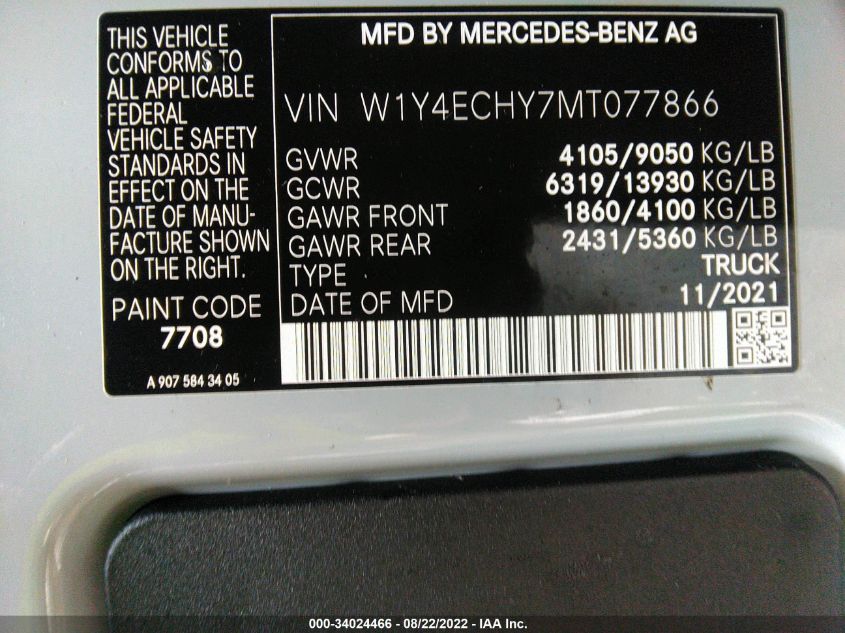 THIS VEHICLE
CONFORMS TO
ALL APPLICABLE
FEDERAL
VEHICLE SAFETY
STANDARDS IN
EFFECT ON THE
DATE OF MANU-
FACTURE SHOWN
ON THE RIGHT.
PAINT CODE
7708
A 907 584 34 05
MFD BY MERCEDES-BENZ AG
VIN W1Y4ECHY7MT077866
GVWR 4105/9050 KG/LB
GCWR 6319/13930 KG/LB
GAWR FRONT 1860/4100 KG/LB
GAWR REAR 2431/5360 KG/LB
TYPE TRUCK
DATE OF MFD 11/2021
000-34024466 - 08/22/2022 - IAA Inc.